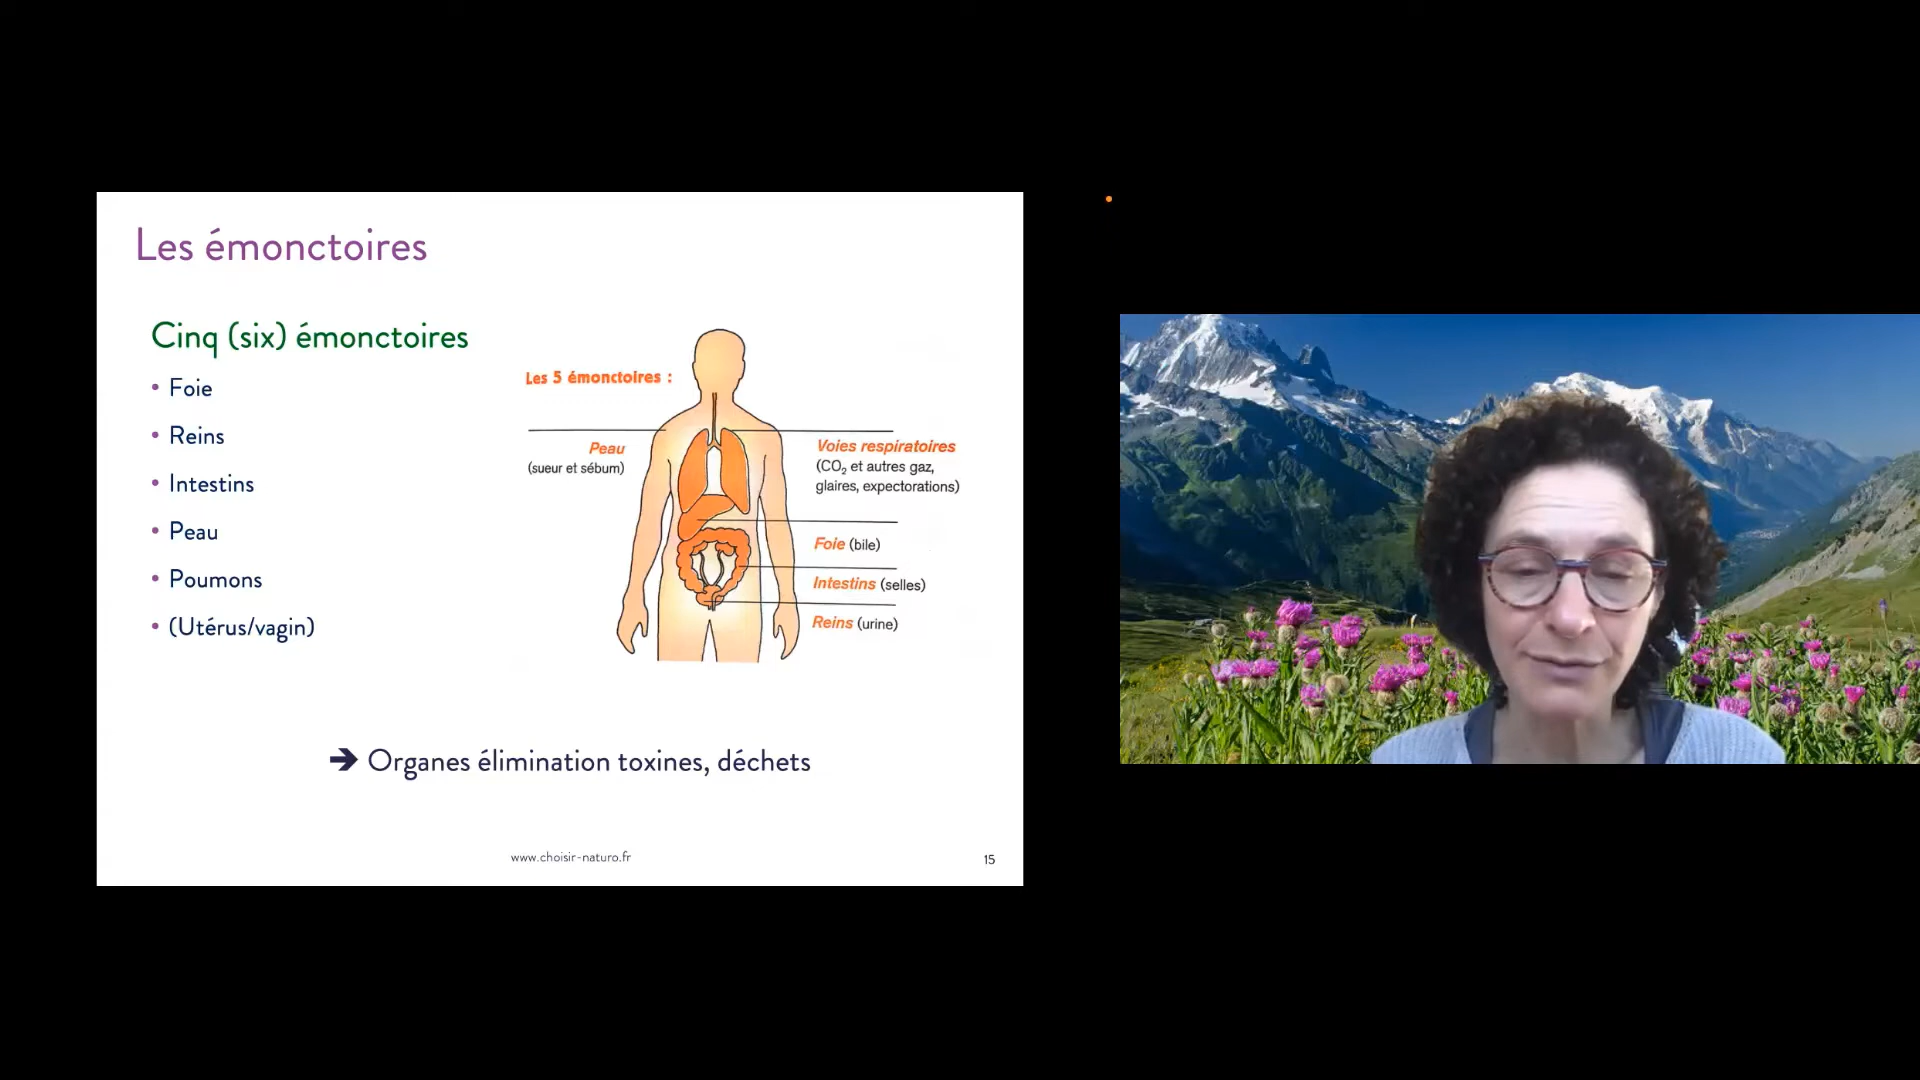 Les émonctoires
Cinq (six) émonctoires
• Foie
• Reins
• Intestins
• Peau
• Poumons
• (Utérus/vagin)
Les 5 émonctoires :
Peau
(sueur et sébum)
Voies respiratoires
(CO₂ et autres gaz,
glaires, expectorations)
Foie (bile)
Intestins (selles)
Reins (urine)
➔ Organes élimination toxines, déchets
www.choisir-naturo.fr
15